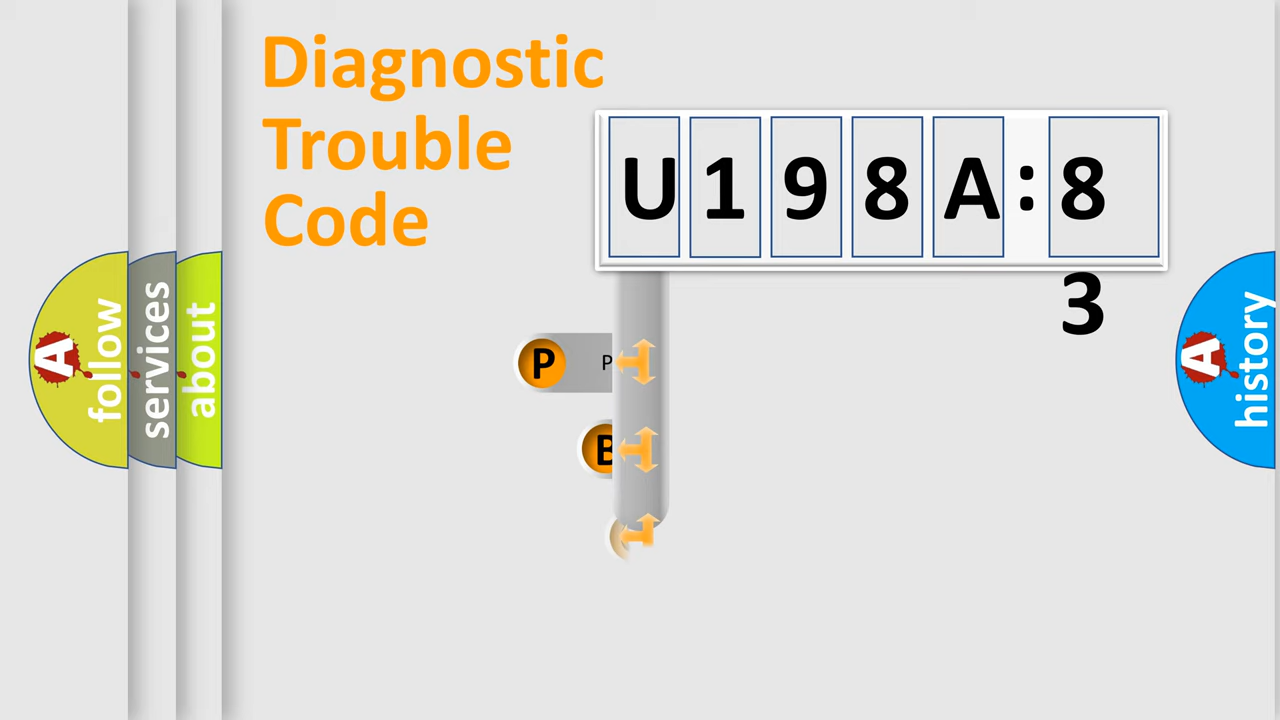 Diagnostic
Trouble
Code
U198A:8
3
P
P
B
A follow
services
about
A history